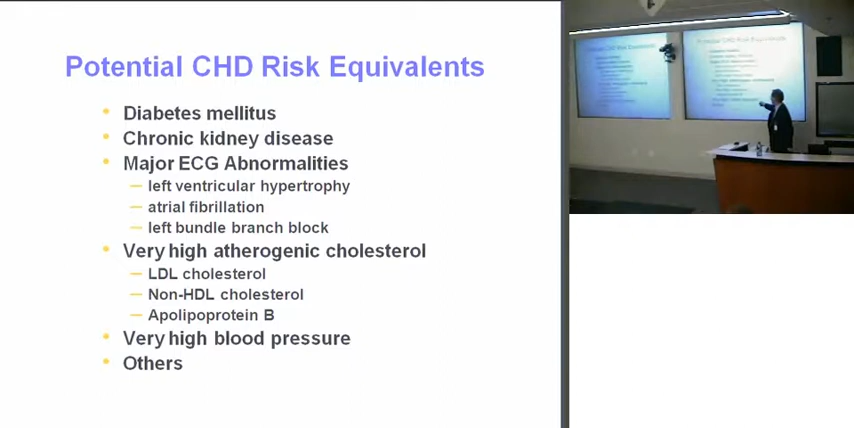 Potential CHD Risk Equivalents
• Diabetes mellitus
• Chronic kidney disease
• Major ECG Abnormalities
— left ventricular hypertrophy
— atrial fibrillation
— left bundle branch block
• Very high atherogenic cholesterol
— LDL cholesterol
— Non-HDL cholesterol
— Apolipoprotein B
• Very high blood pressure
• Others